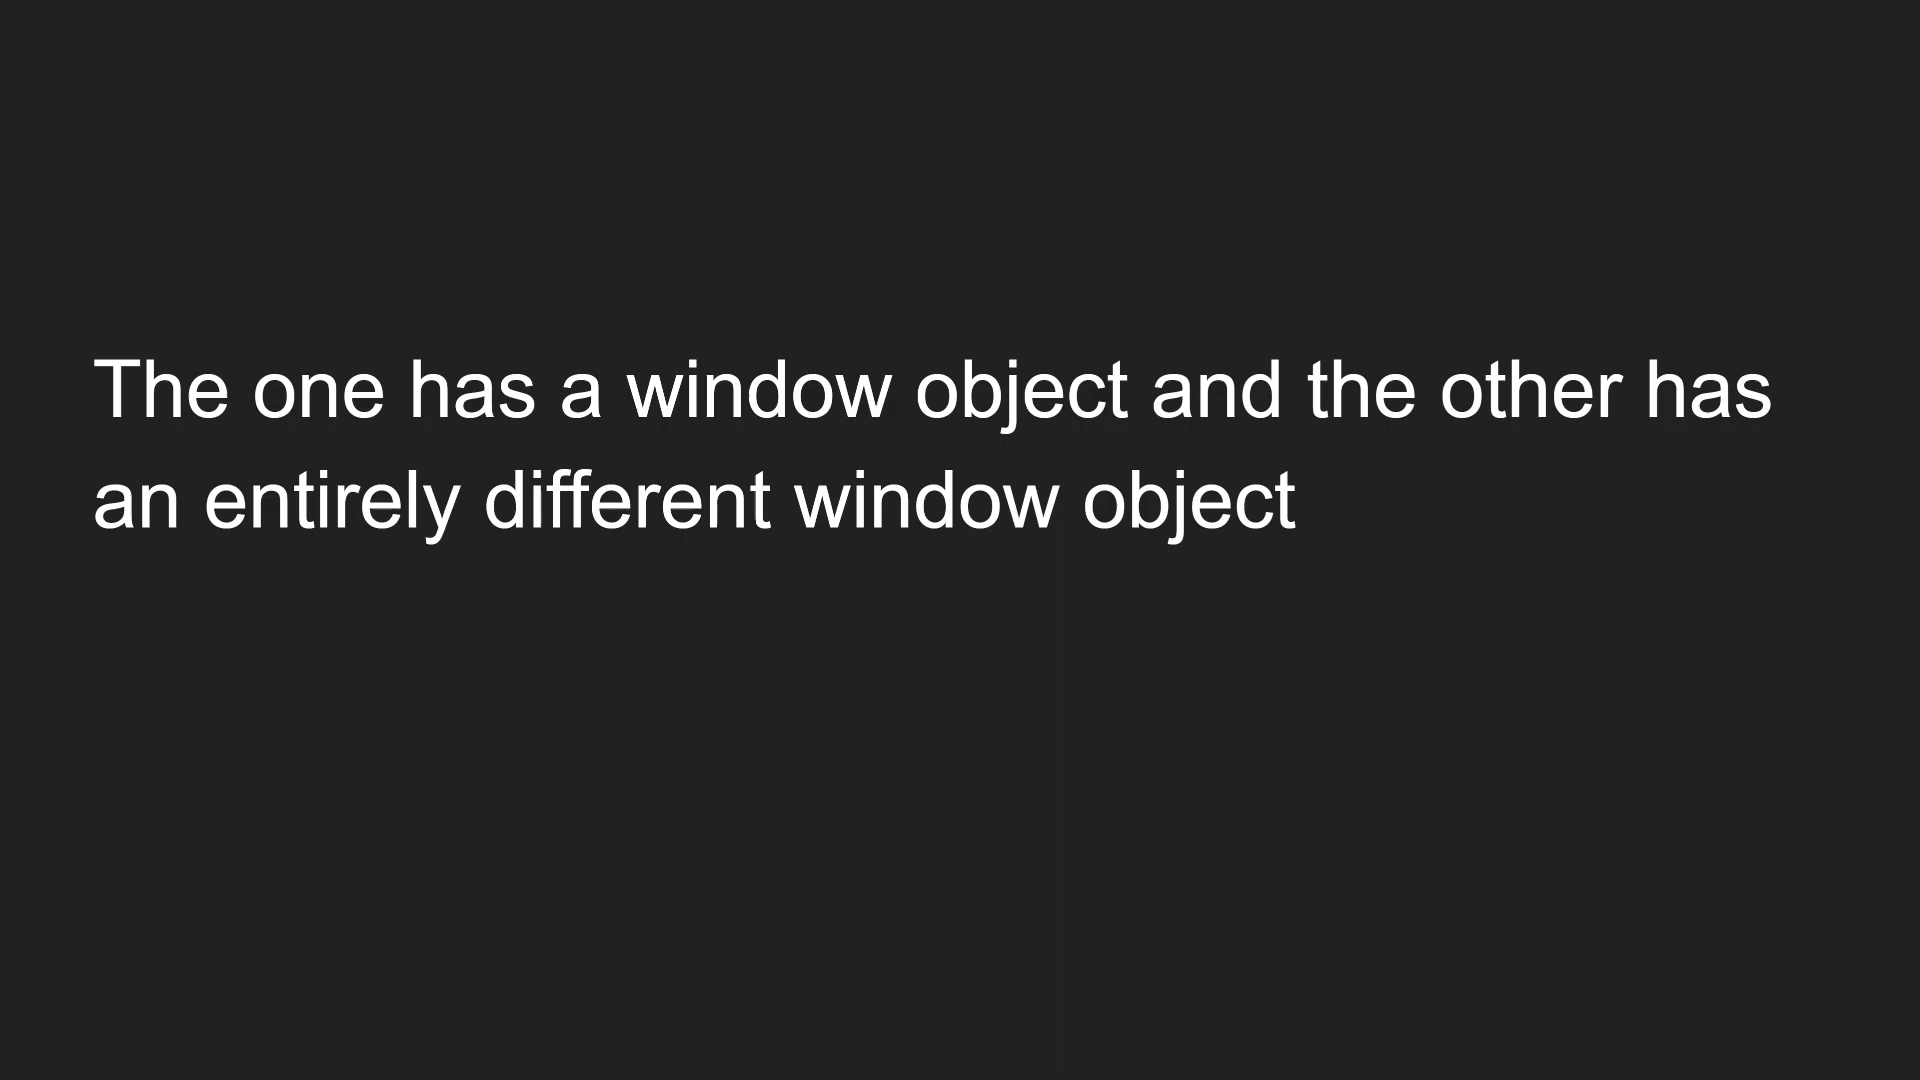 The one has a window object and the other has
an entirely different window object